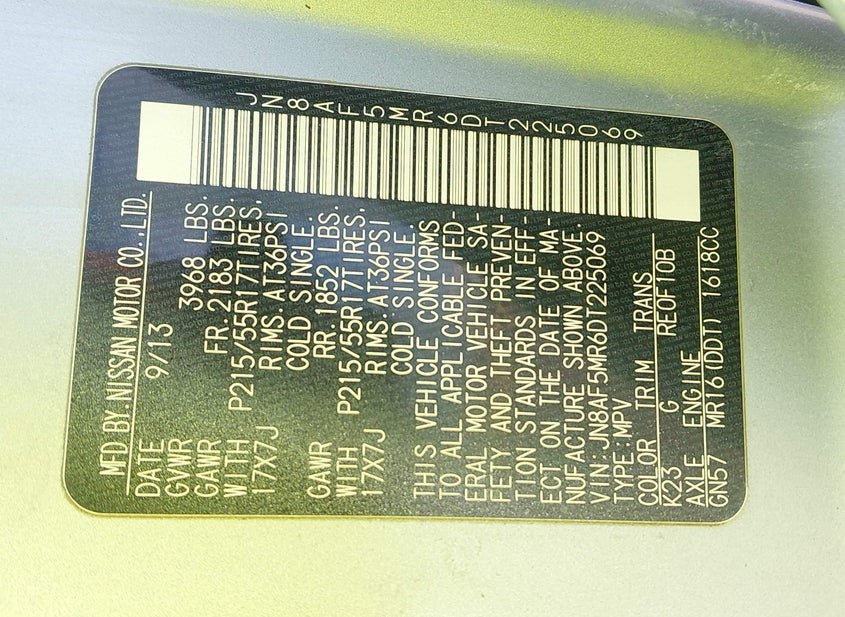 JN8AF5MR6DT225069
MFD BY.NISSAN MOTOR CO.,LTD.
DATE 9/13
GVWR 3968 LBS.
GAWR FR.2183 LBS.
WITH P215/55R17TIRES,
17X7J RIMS.AT36PSI
COLD SINGLE.
GAWR RR.1852 LBS.
WITH P215/55R17TIRES,
17X7J RIMS.AT36PSI
COLD SINGLE.
THIS VEHICLE CONFORMS
TO ALL APPLICABLE FED-
ERAL MOTOR VEHICLE SA-
FETY AND THEFT PREVEN-
TION STANDARDS IN EFF-
ECT ON THE DATE OF MA-
NUFACTURE SHOWN ABOVE.
VIN:JN8AF5MR6DT225069
TYPE:MPV
COLOR TRIM TRANS
K23 G RE0F10B
AXLE ENGINE
GN57 MR16(DDT) 1618CC